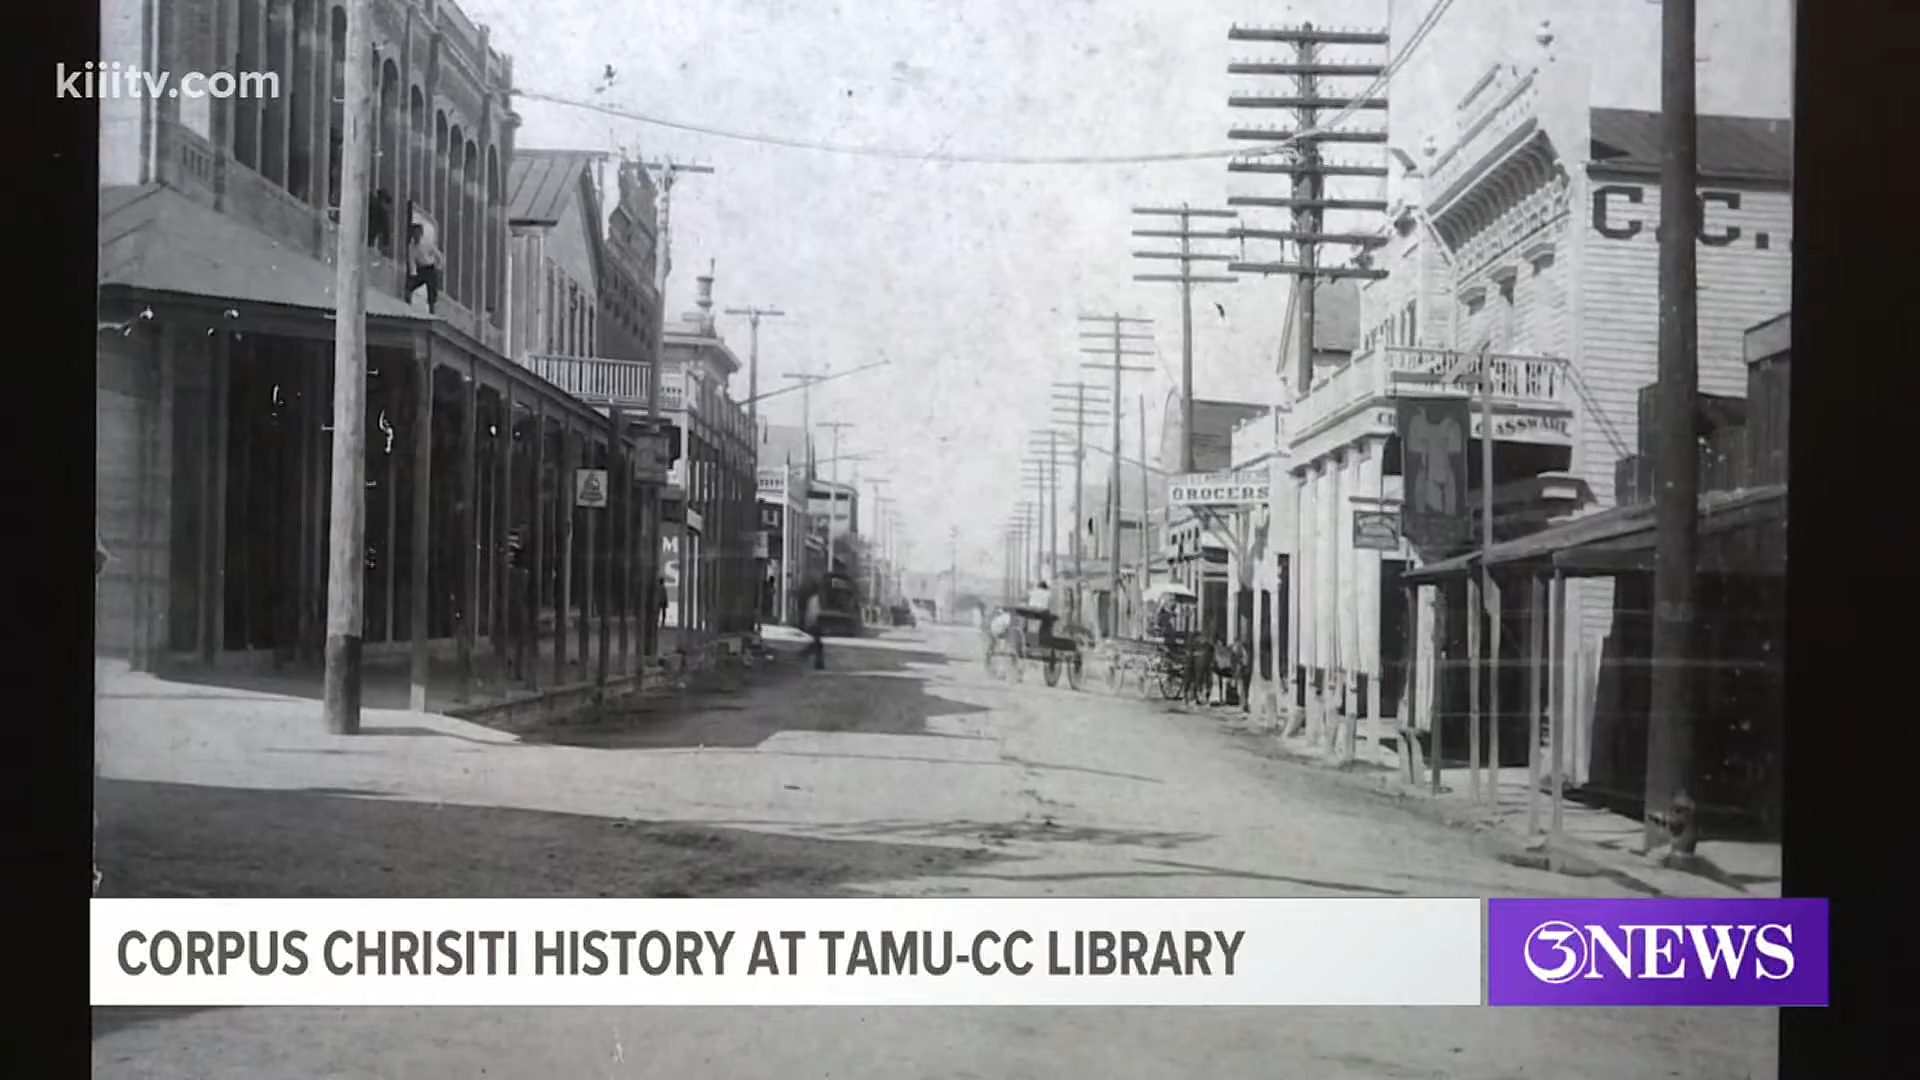 kiiitv.com
C.C.
GLASSWARE
GROCERS
M
S
CORPUS CHRISITI HISTORY AT TAMU-CC LIBRARY
3NEWS